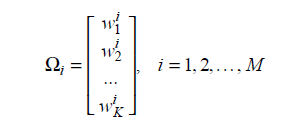 Ω_i = [ w_1^i
w_2^i
...
w_K^i ], i = 1, 2, ..., M